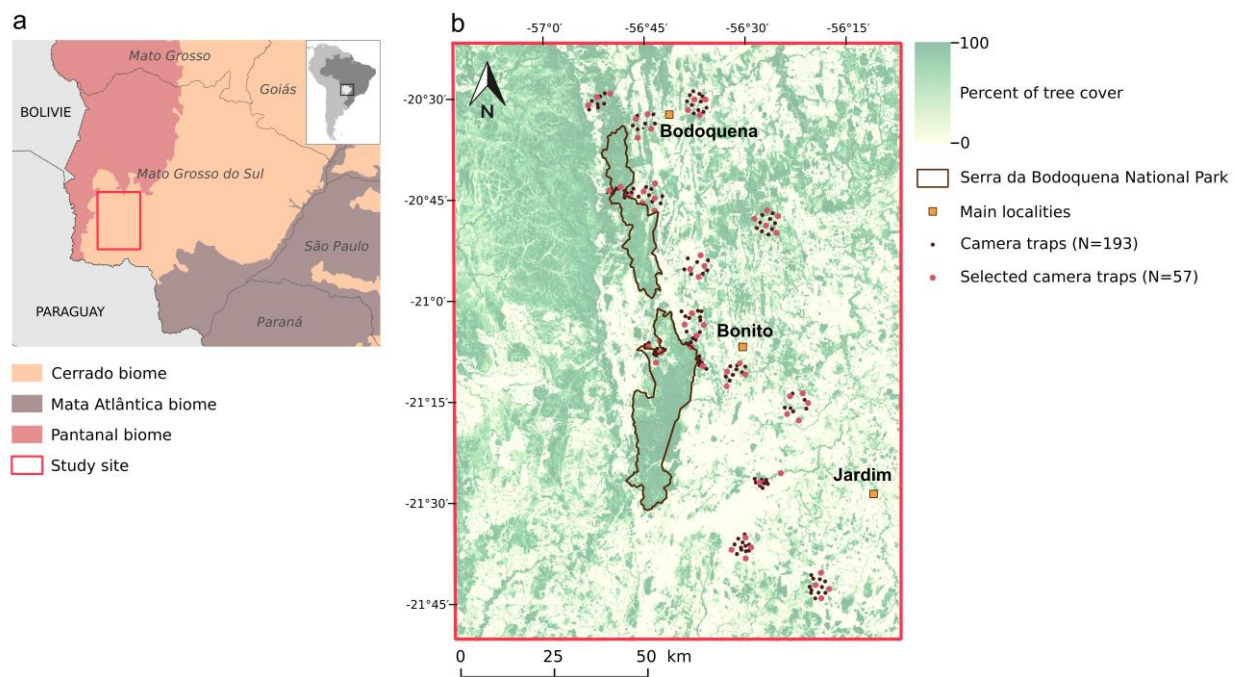 a
Mato Grosso
Goiás
BOLIVIE
Mato Grosso do Sul
São Paulo
PARAGUAY
Paraná
Cerrado biome
Mata Atlântica biome
Pantanal biome
Study site
b
-57°0′
-56°45′
-56°30′
-56°15′
-20°30′
-20°45′
-21°0′
-21°15′
-21°30′
-21°45′
N
Bodoquena
Bonito
Jardim
0 25 50 km
100
Percent of tree cover
0
Serra da Bodoquena National Park
Main localities
Camera traps (N=193)
Selected camera traps (N=57)